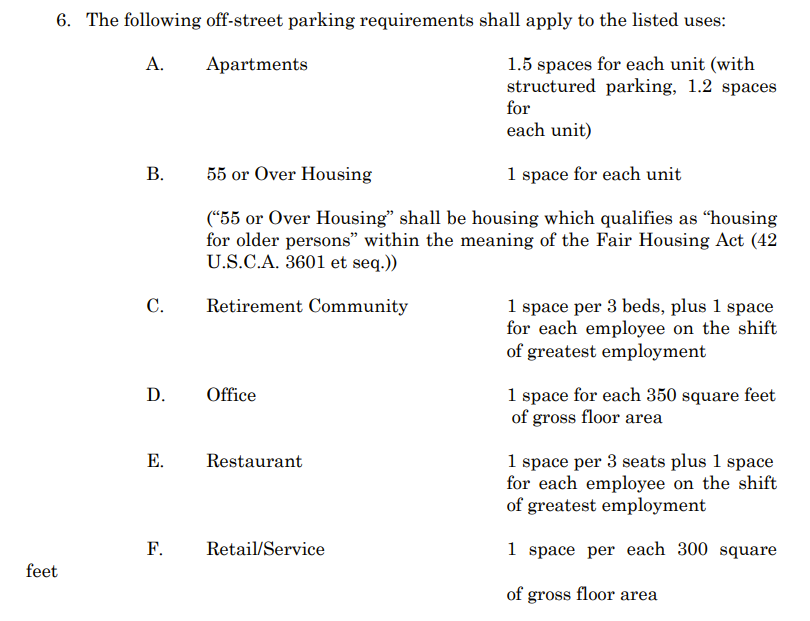 6. The following off-street parking requirements shall apply to the listed uses:
A. Apartments 1.5 spaces for each unit (with
structured parking, 1.2 spaces
for
each unit)
B. 55 or Over Housing 1 space for each unit
(“55 or Over Housing” shall be housing which qualifies as “housing
for older persons” within the meaning of the Fair Housing Act (42
U.S.C.A. 3601 et seq.))
C. Retirement Community 1 space per 3 beds, plus 1 space
for each employee on the shift
of greatest employment
D. Office 1 space for each 350 square feet
of gross floor area
E. Restaurant 1 space per 3 seats plus 1 space
for each employee on the shift
of greatest employment
F. Retail/Service 1 space per each 300 square
feet
of gross floor area